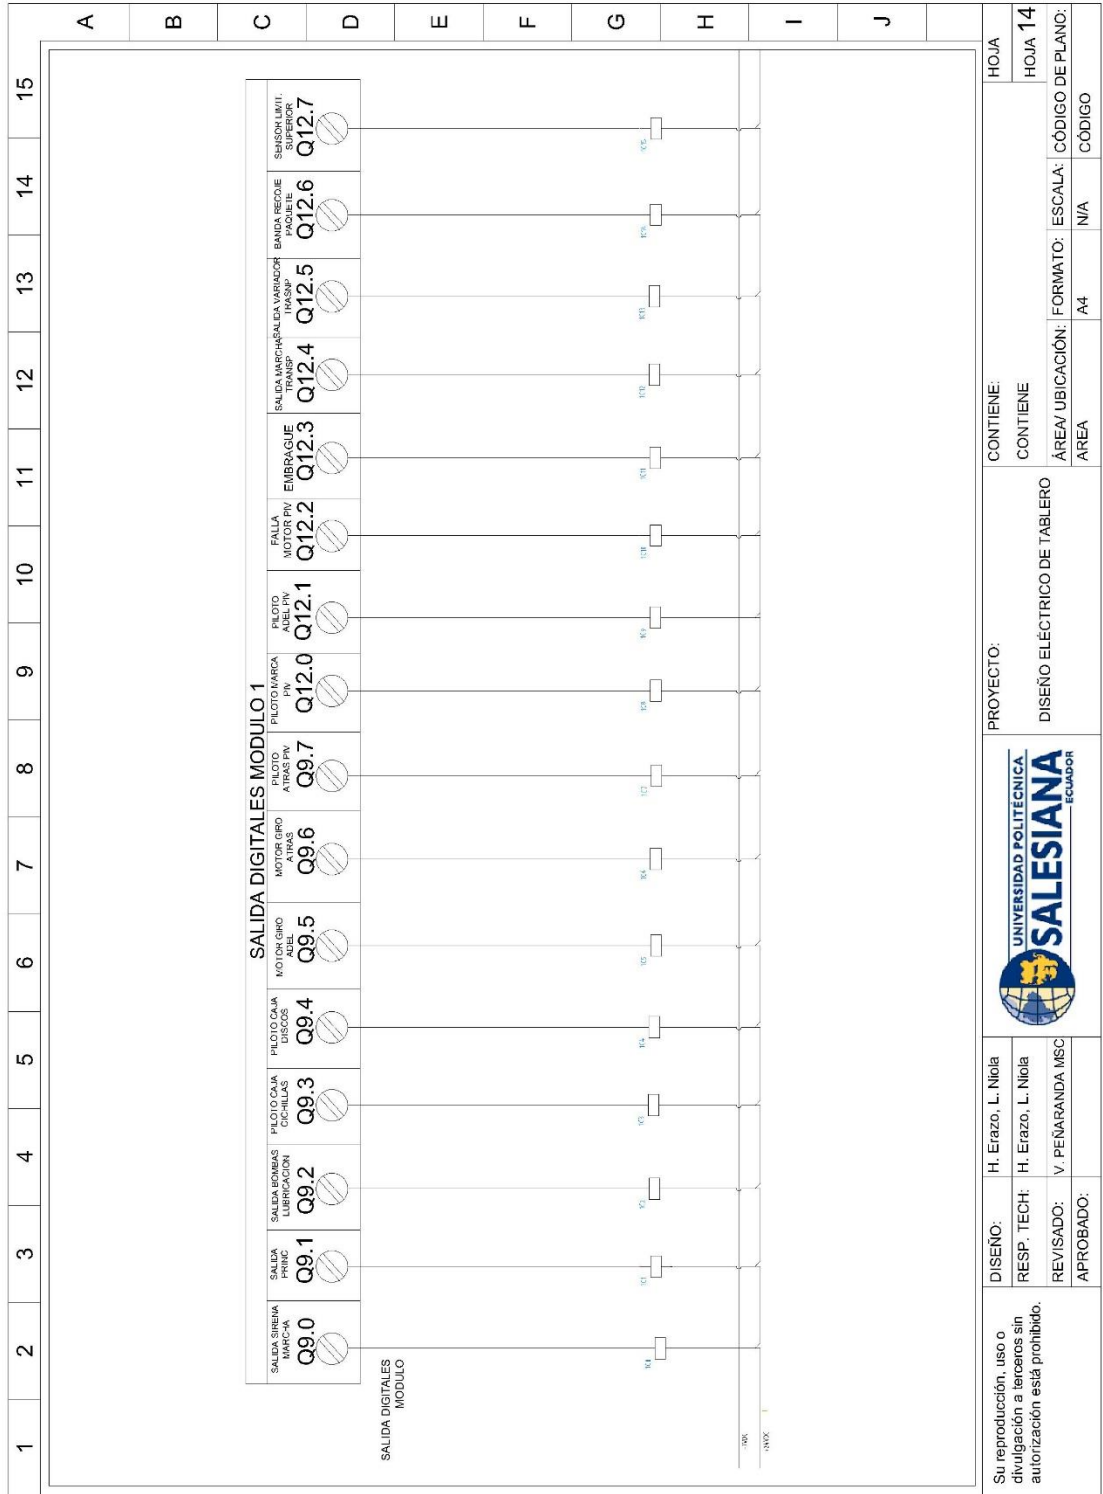 1 2 3 4 5 6 7 8 9 10 11 12 13 14 15
A
B
C
D
E
F
G
H
I
J
SALIDA DIGITALES MODULO 1
SALIDA SIRENA
MARCHA
Q9.0
SALIDA
PRINC
Q9.1
SALIDA BOMBAS
LUBRICACION
Q9.2
PILOTO CAJA
CICHILLAS
Q9.3
PILOTO CAJA
DISCOS
Q9.4
MOTOR GIRO
ADEL
Q9.5
MOTOR GIRO
ATRAS
Q9.6
PILOTO
ATRAS PIV
Q9.7
PILOTO MARCA
PIV
Q12.0
PILOTO
ADEL PIV
Q12.1
FALLA
MOTOR PIV
Q12.2
EMBRAGUE
Q12.3
SALIDA MARCHA
TRANSP
Q12.4
SALIDA VARIADOR
TRASNP
Q12.5
BANDA RECOJE
PAQUETE
Q12.6
SENSOR LIMIT.
SUPERIOR
Q12.7
SALIDA DIGITALES
MODULO
Su reproducción, uso o
divulgación a terceros sin
autorización está prohibido.
DISEÑO: H. Erazo, L. Niola
RESP. TECH: H. Erazo, L. Niola
REVISADO: V. PEÑARANDA MSC
APROBADO:
UNIVERSIDAD POLITÉCNICA
SALESIANA
ECUADOR
PROYECTO:
DISEÑO ELÉCTRICO DE TABLERO
CONTIENE:
CONTIENE
HOJA
HOJA 14
ÁREA/ UBICACIÓN: FORMATO: ESCALA: CÓDIGO DE PLANO:
AREA A4 N/A CÓDIGO